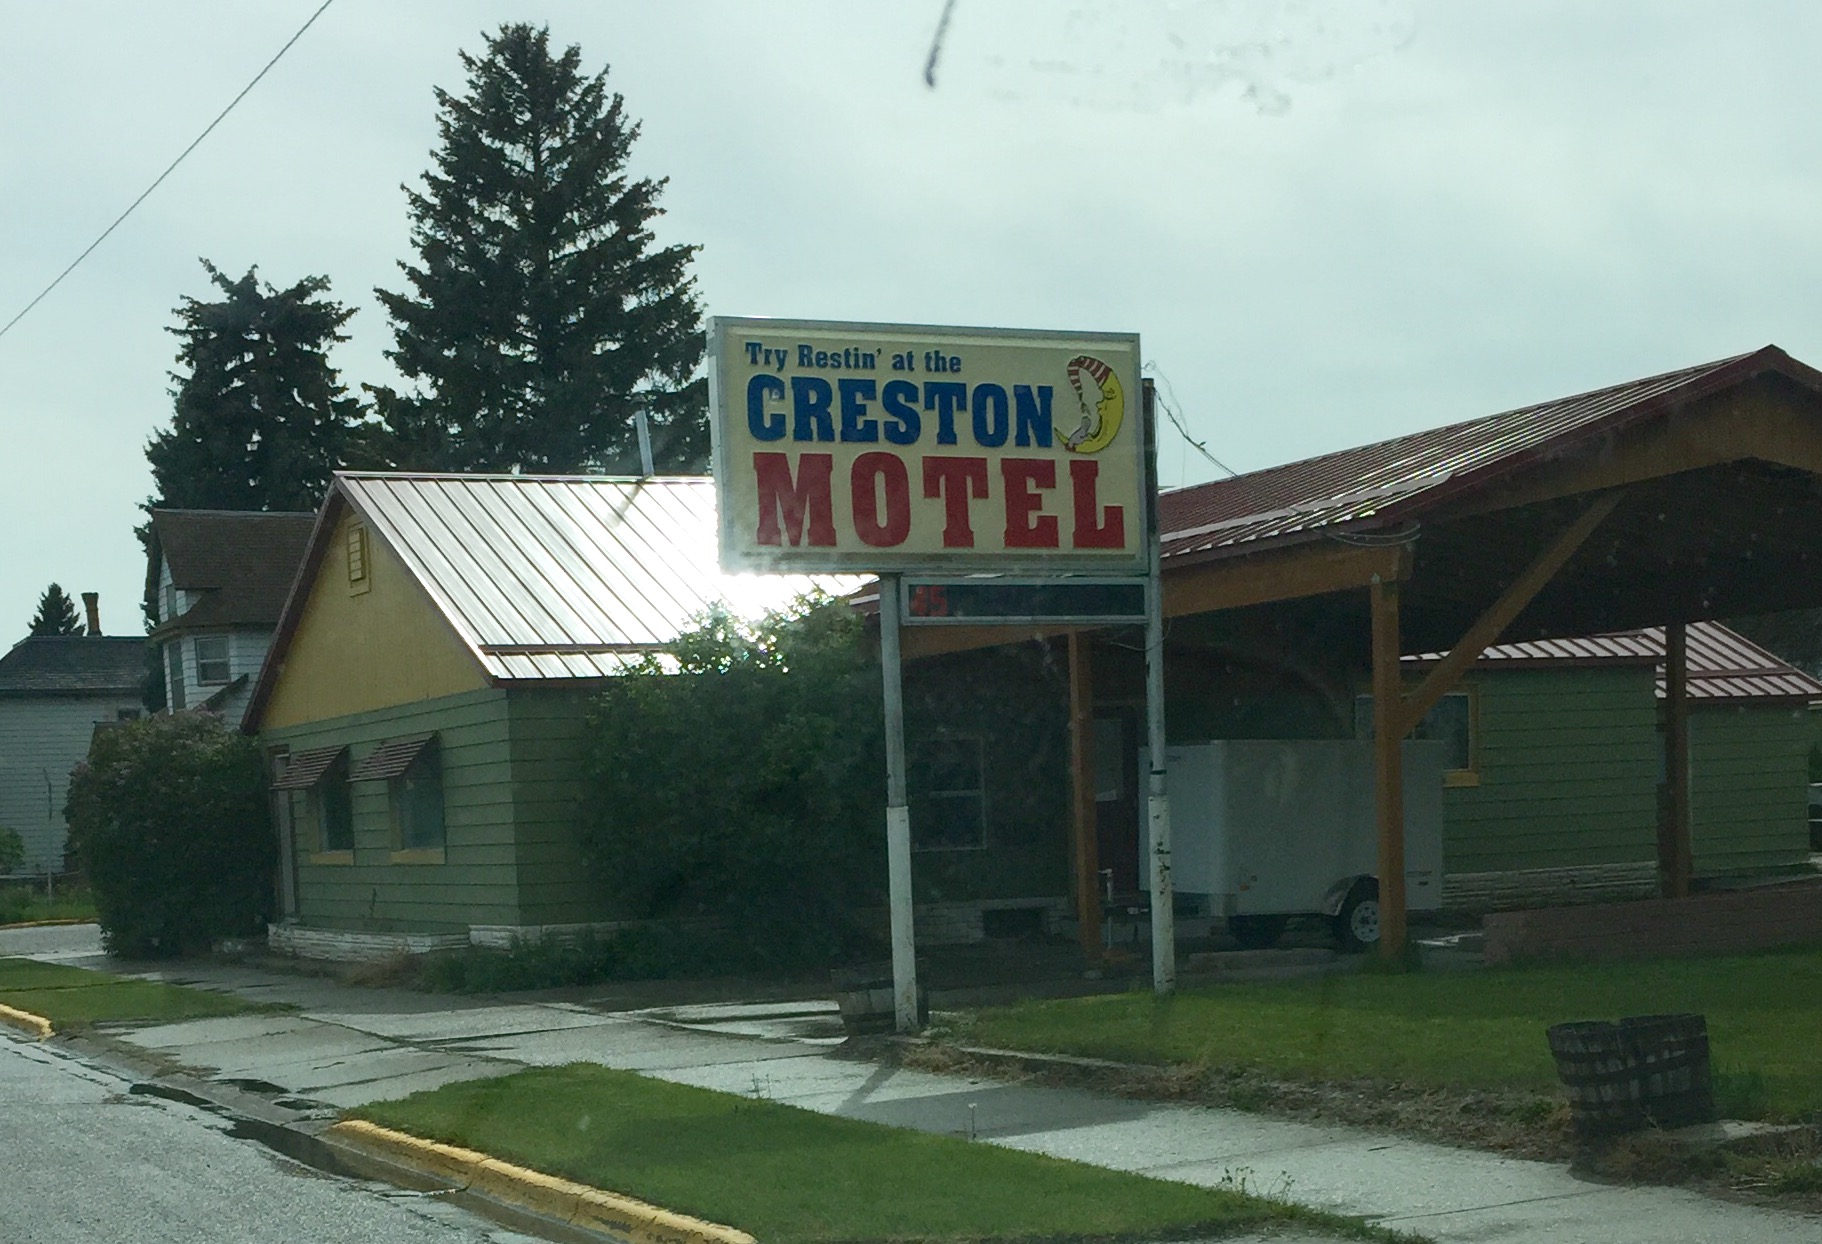 Try Restin' at the
CRESTON
MOTEL